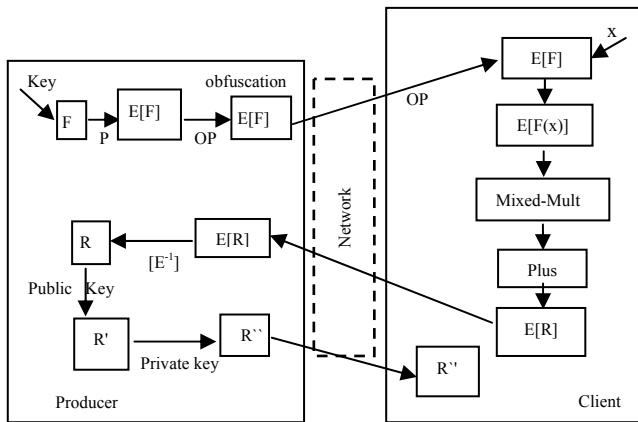 Key
F
P
E[F]
OP
obfuscation
E[F]
Network
OP
x
E[F]
E[F(x)]
Mixed-Mult
Plus
E[R]
E[R]
[E⁻¹]
R
Public Key
R'
Private key
R``
R`'
Producer
Client